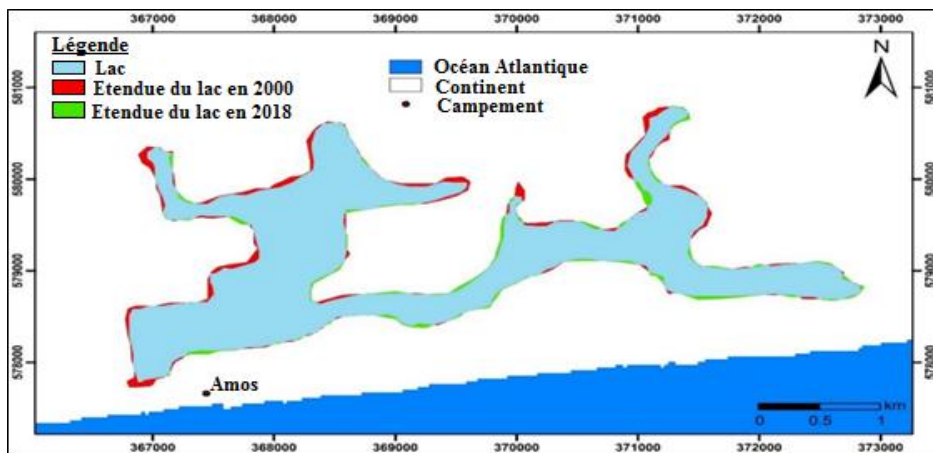 367000 368000 369000 370000 371000 372000 373000
Légende
Lac
Etendue du lac en 2000
Etendue du lac en 2018
Océan Atlantique
Continent
Campement
N
581000 581000
580000 580000
579000 579000
578000 578000
Amos
km
0 0.5 1
367000 368000 369000 370000 371000 372000 373000